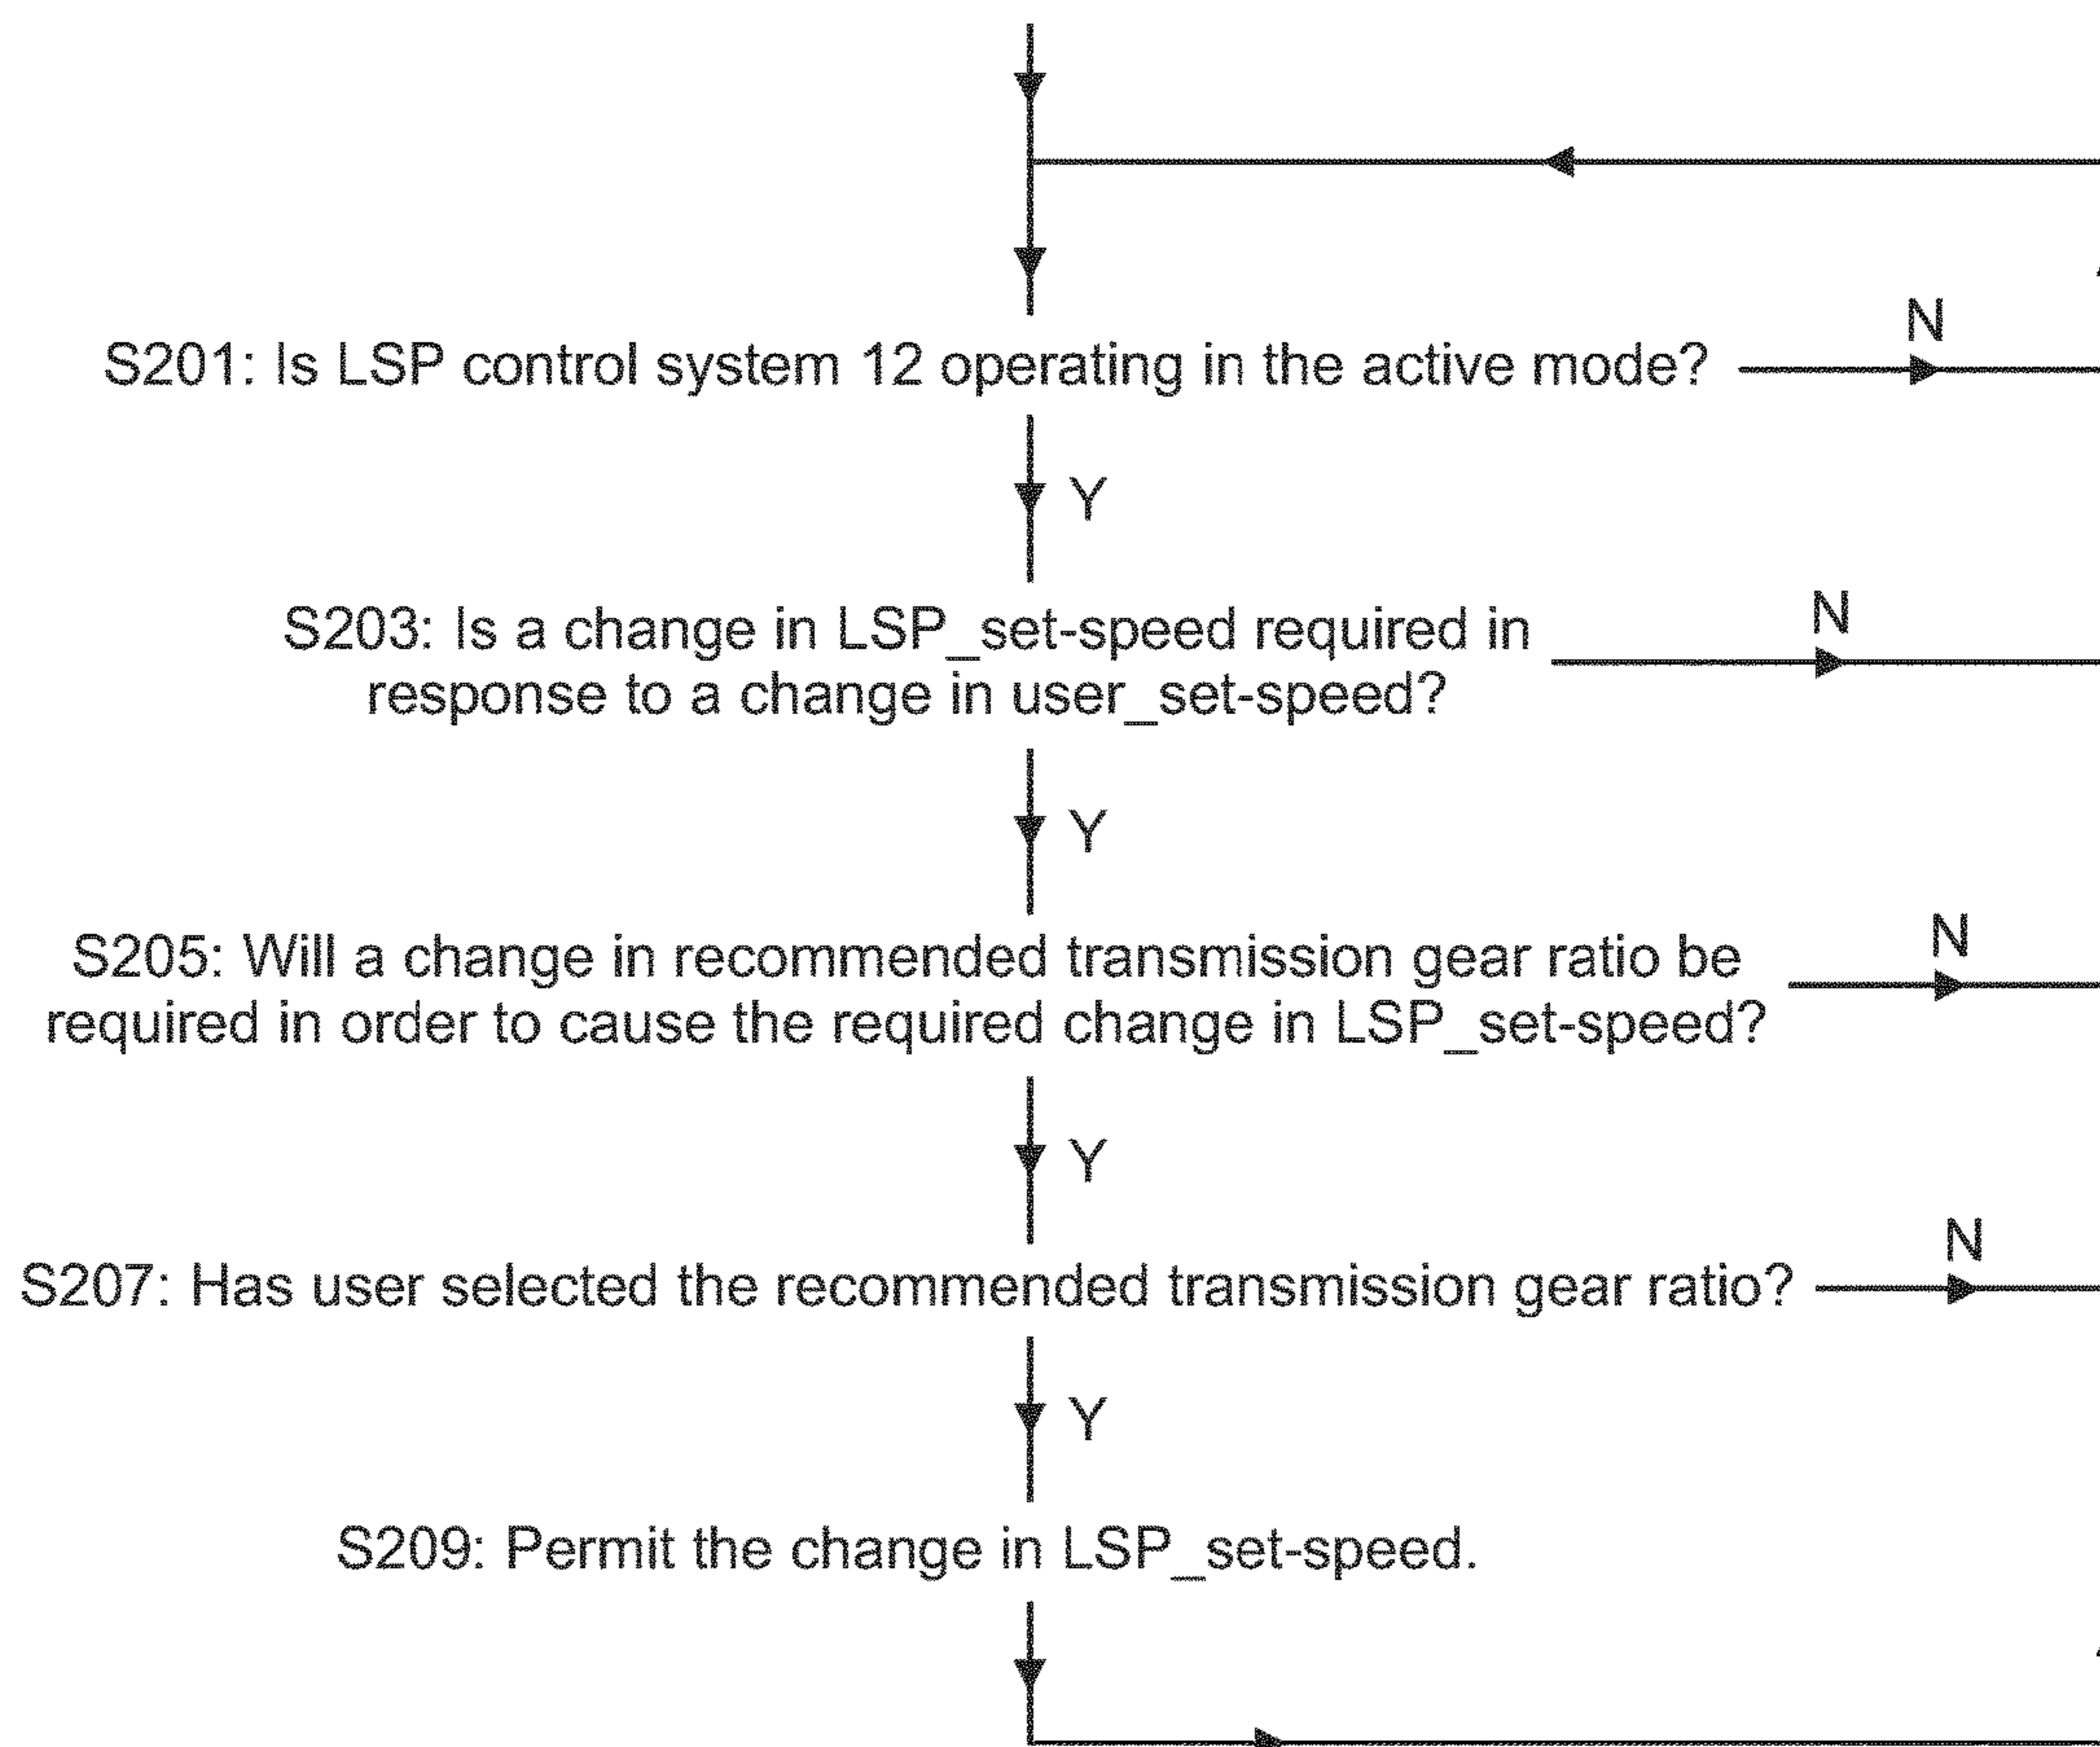 N
S201: Is LSP control system 12 operating in the active mode?
Y
N
S203: Is a change in LSP_set-speed required in
response to a change in user_set-speed?
Y
N
S205: Will a change in recommended transmission gear ratio be
required in order to cause the required change in LSP_set-speed?
Y
N
S207: Has user selected the recommended transmission gear ratio?
Y
S209: Permit the change in LSP_set-speed.